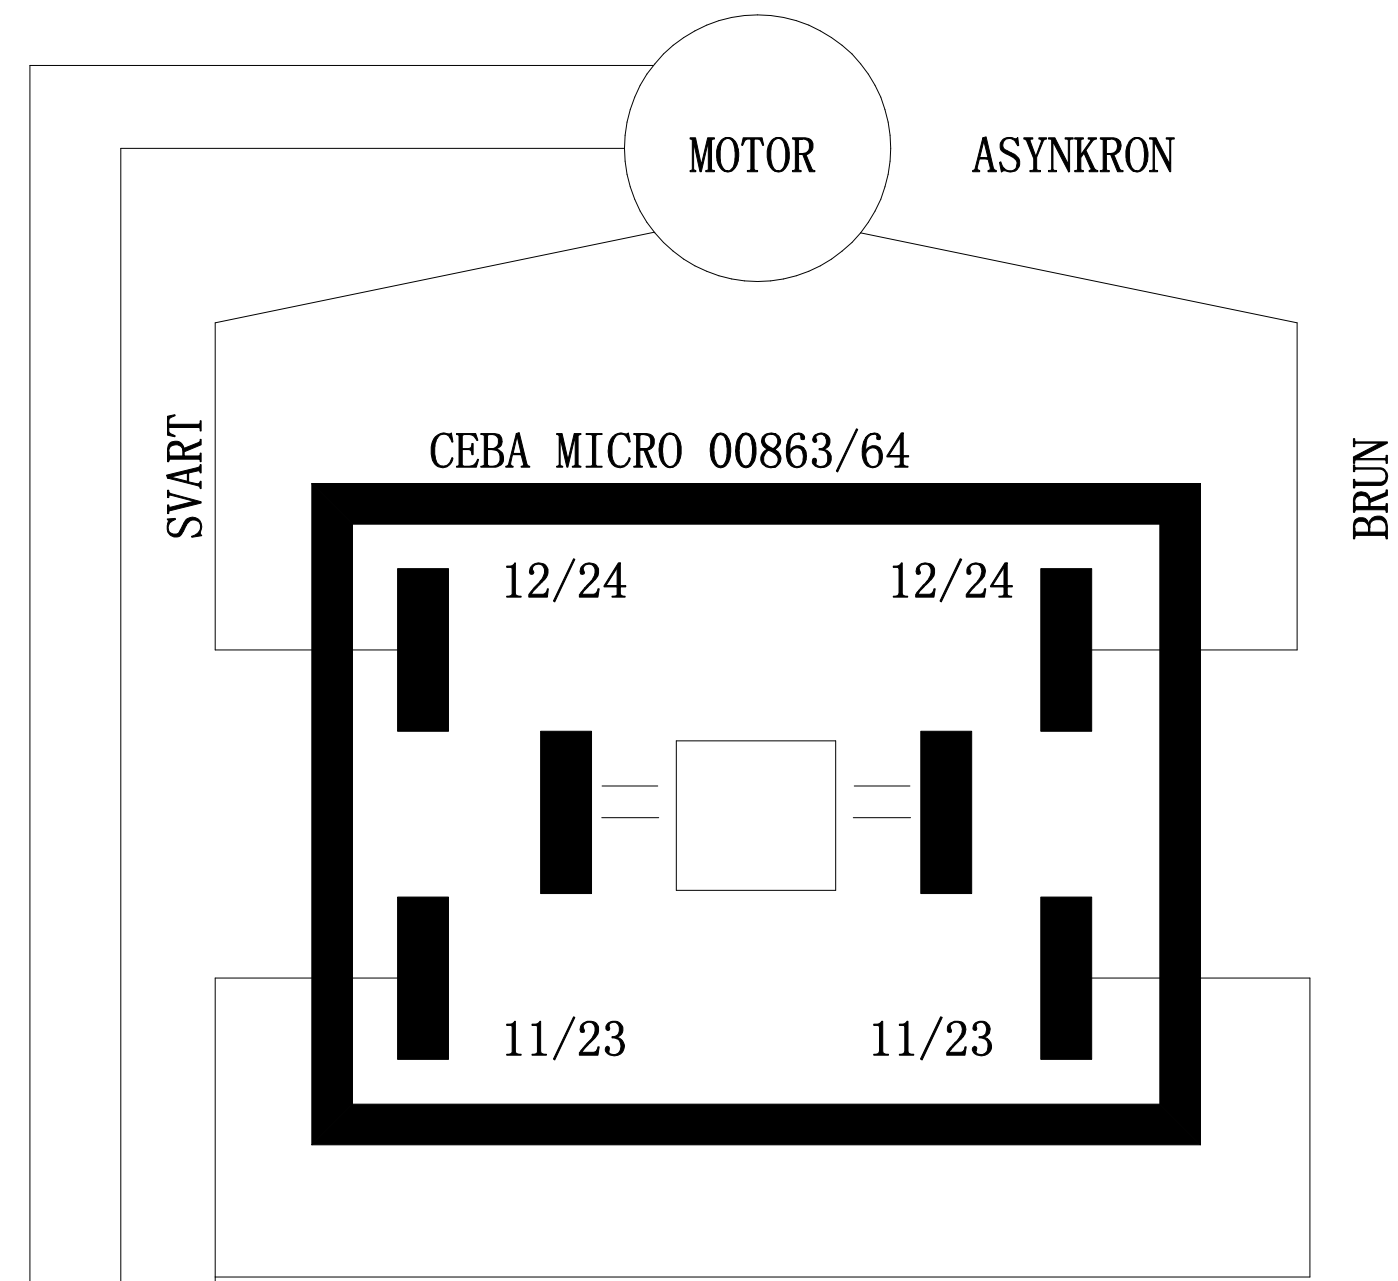 MOTOR
ASYNKRON
SVART
CEBA MICRO 00863/64
BRUN
12/24
12/24
11/23
11/23